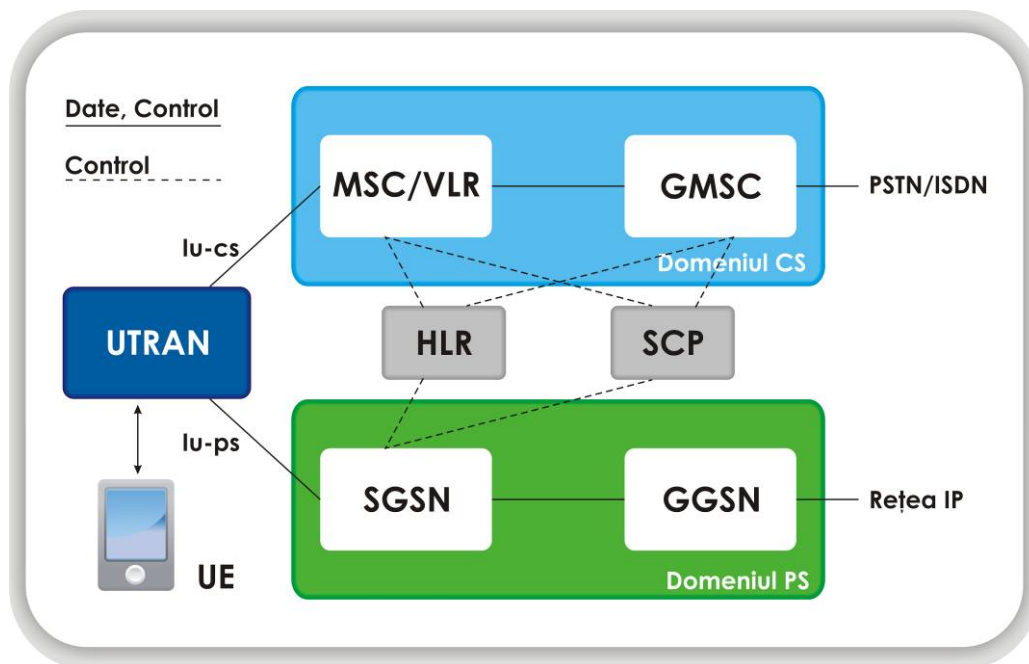 Date, Control
Control
MSC/VLR
GMSC
PSTN/ISDN
Domeniul CS
Iu-cs
UTRAN
HLR
SCP
Iu-ps
SGSN
GGSN
Rețea IP
UE
Domeniul PS